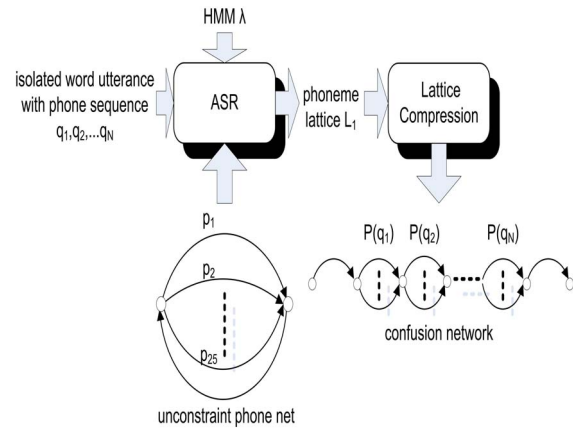 HMM λ
isolated word utterance
with phone sequence
q1,q2,...qN
ASR
phoneme
lattice L1
Lattice
Compression
p1
p2
p25
unconstraint phone net
P(q1) P(q2) P(qN)
confusion network